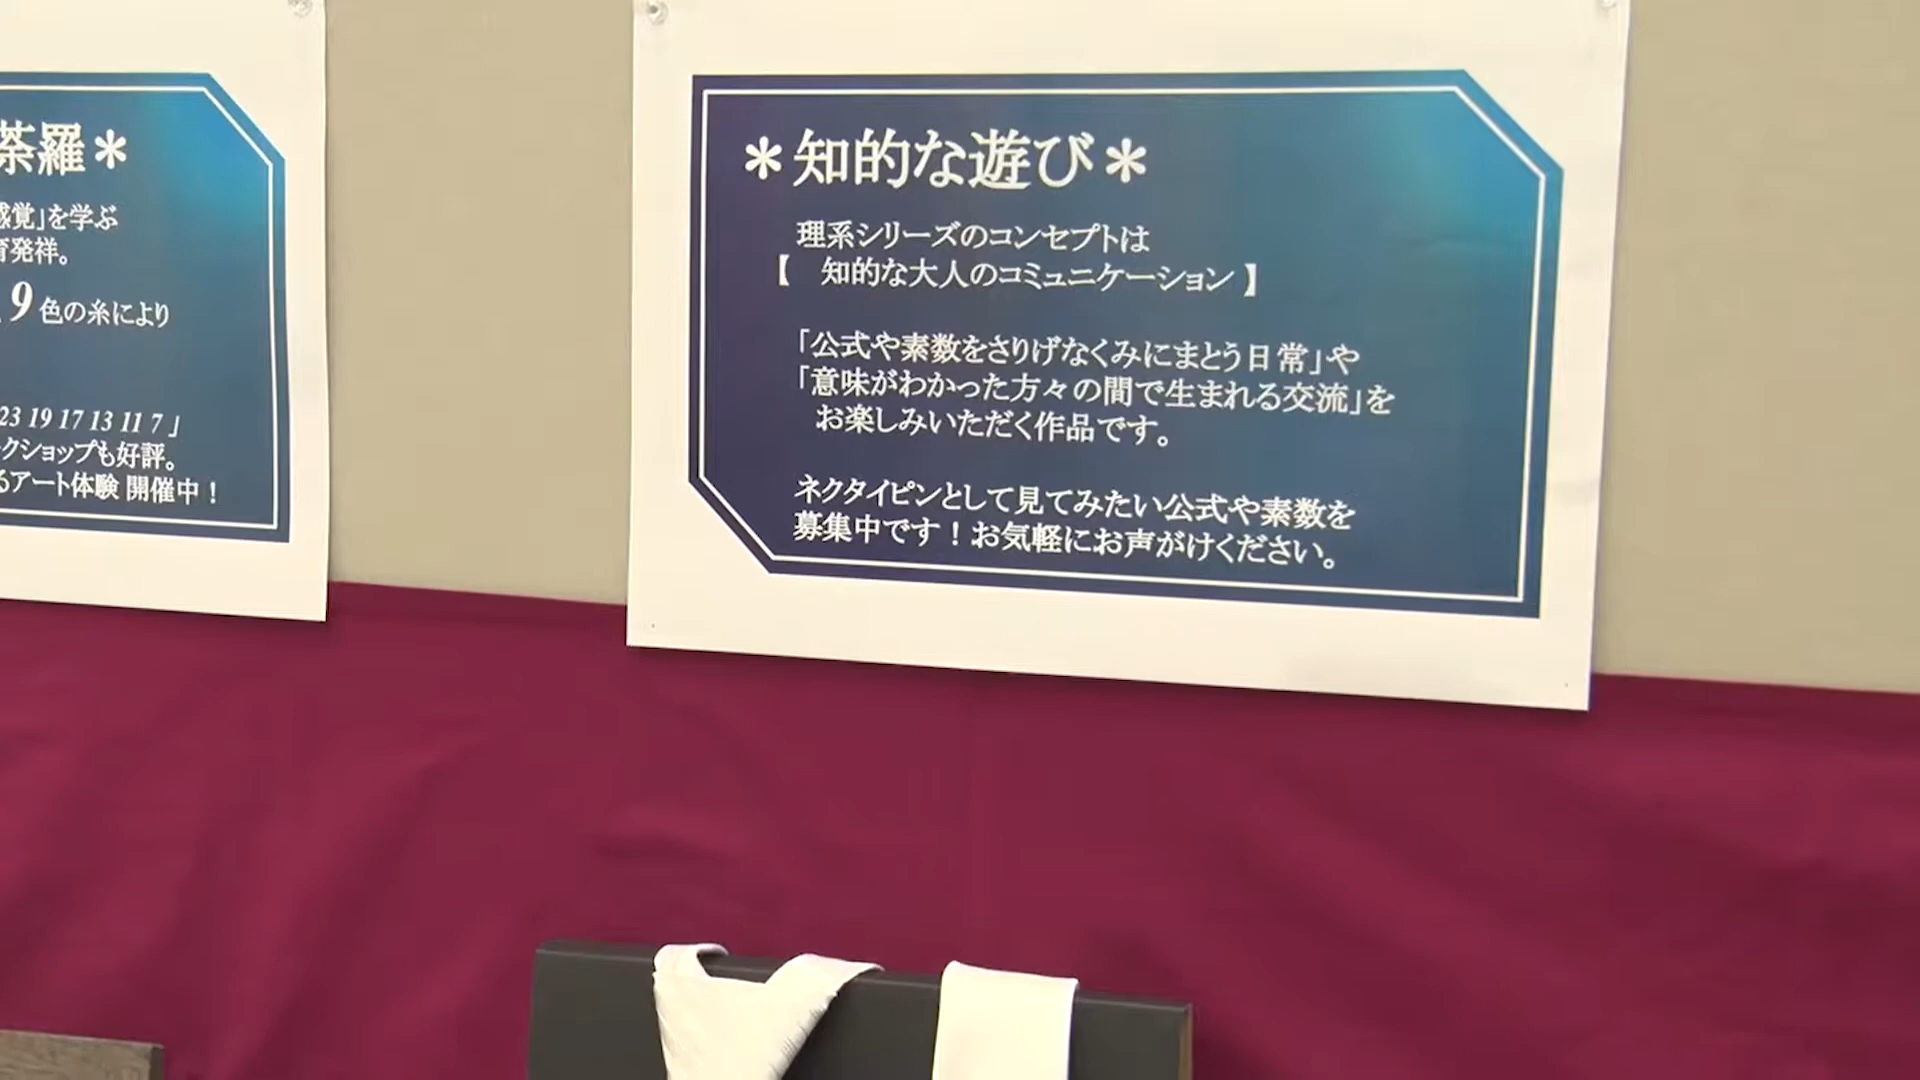 荼羅＊
感覚」を学ぶ
育発祥。
9色の糸により
23 19 17 13 11 7」
クショップも好評。
るアート体験 開催中！
＊知的な遊び＊
理系シリーズのコンセプトは
【 知的な大人のコミュニケーション】
「公式や素数をさりげなくみにまとう日常」や
「意味がわかった方々の間で生まれる交流」を
お楽しみいただく作品です。
ネクタイピンとして見てみたい公式や素数を
募集中です！お気軽にお声がけください。